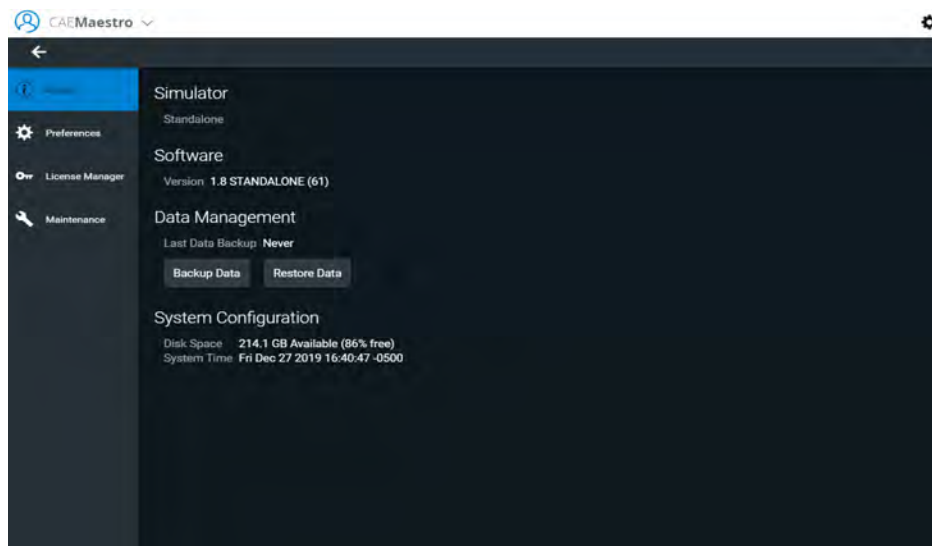 CAEMaestro
Simulator
Standalone
Preferences
Software
License Manager
Version 1.8 STANDALONE (61)
Maintenance
Data Management
Last Data Backup Never
Backup Data Restore Data
System Configuration
Disk Space 214.1 GB Available (86% free)
System Time Fri Dec 27 2019 16:40:47 -0500